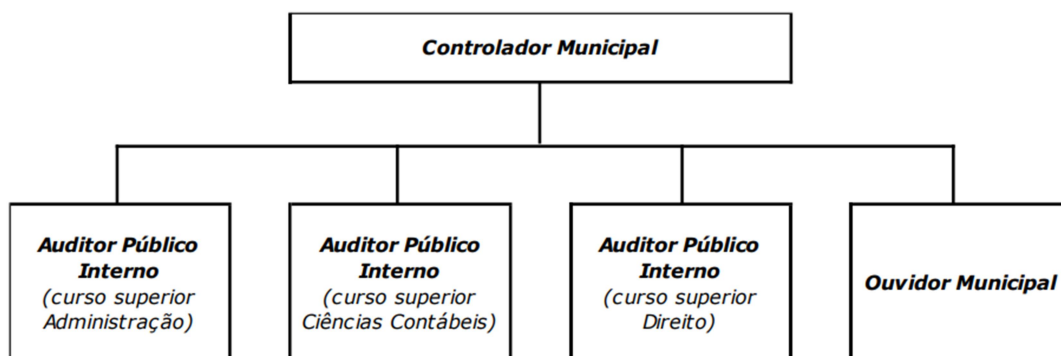 Controlador Municipal
Auditor Público
Interno
(curso superior
Administração)
Auditor Público
Interno
(curso superior
Ciências Contábeis)
Auditor Público
Interno
(curso superior
Direito)
Ouvidor Municipal